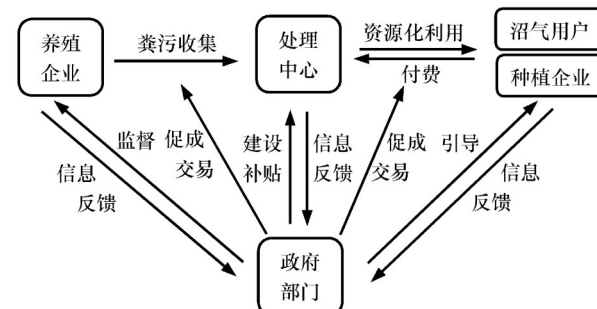 养殖
企业
粪污收集
处理
中心
资源化利用
付费
沼气用户
种植企业
监督
信息
反馈
促成
交易
建设
补贴
信息
反馈
促成
交易
引导
信息
反馈
政府
部门